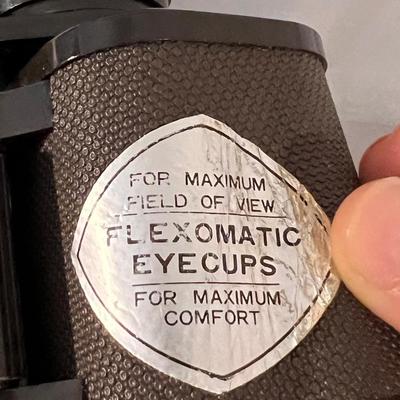 FOR MAXIMUM
FIELD OF VIEW
FLEXOMATIC
EYECUPS
FOR MAXIMUM
COMFORT